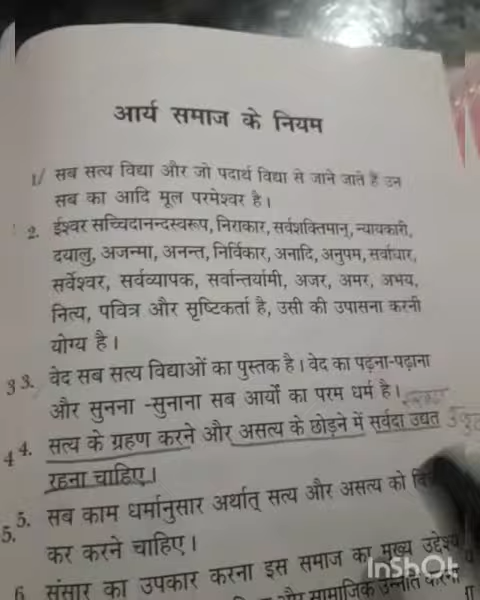 आर्य समाज के नियम
1/ सब सत्य विद्या और जो पदार्थ विद्या से जाने जाते हैं उन
सब का आदि मूल परमेश्वर है।
2. ईश्वर सच्चिदानन्दस्वरूप, निराकार, सर्वशक्तिमान्, न्यायकारी,
दयालु, अजन्मा, अनन्त, निर्विकार, अनादि, अनुपम, सर्वाधार,
सर्वेश्वर, सर्वव्यापक, सर्वान्तर्यामी, अजर, अमर, अभय,
नित्य, पवित्र और सृष्टिकर्ता है, उसी की उपासना करनी
योग्य है।
3 3. वेद सब सत्य विद्याओं का पुस्तक है। वेद का पढ़ना-पढ़ाना
और सुनना -सुनाना सब आर्यों का परम धर्म है।
4 4. सत्य के ग्रहण करने और असत्य के छोड़ने में सर्वदा उद्यत
रहना चाहिए।
5. 5. सब काम धर्मानुसार अर्थात् सत्य और असत्य को
कर करने चाहिए।
6. संसार का उपकार करना इस समाज का मुख्य उद्देश्य
और सामाजिक उन्नति करना
InShOt